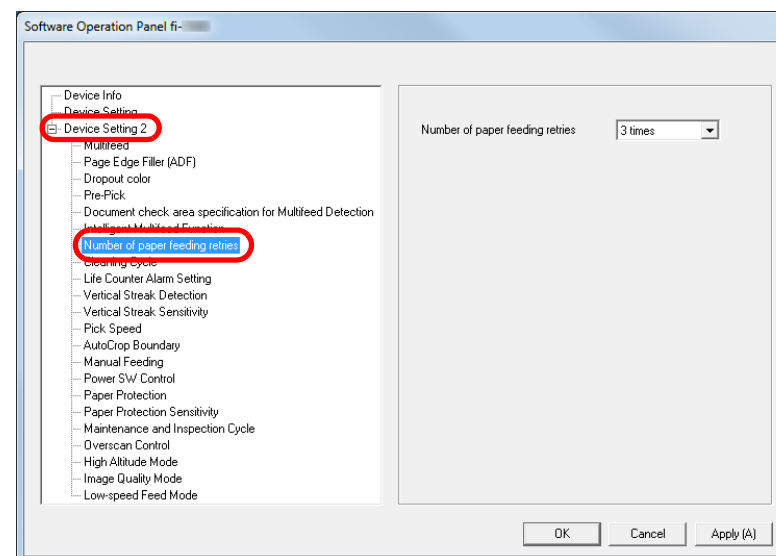 Software Operation Panel fi-
Device Info
Device Setting
Device Setting 2
Multifeed
Page Edge Filler (ADF)
Dropout color
Pre-Pick
Document check area specification for Multifeed Detection
Intelligent Multifeed Function
Number of paper feeding retries
Cleaning Cycle
Life Counter Alarm Setting
Vertical Streak Detection
Vertical Streak Sensitivity
Pick Speed
AutoCrop Boundary
Manual Feeding
Power SW Control
Paper Protection
Paper Protection Sensitivity
Maintenance and Inspection Cycle
Overscan Control
High Altitude Mode
Image Quality Mode
Low-speed Feed Mode
Number of paper feeding retries 3 times
OK Cancel Apply (A)